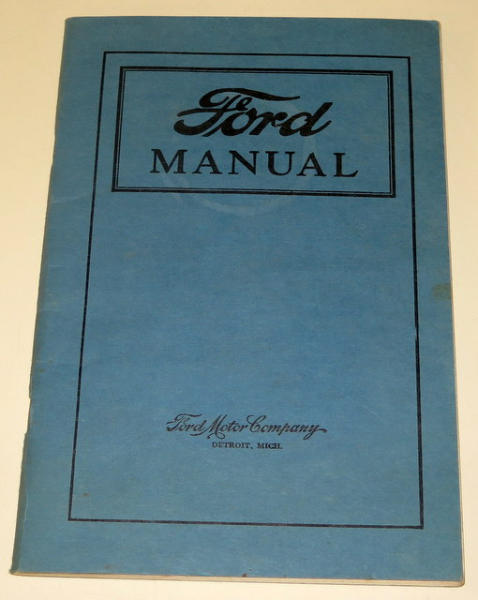 Ford
MANUAL
Ford Motor Company
DETROIT, MICH.